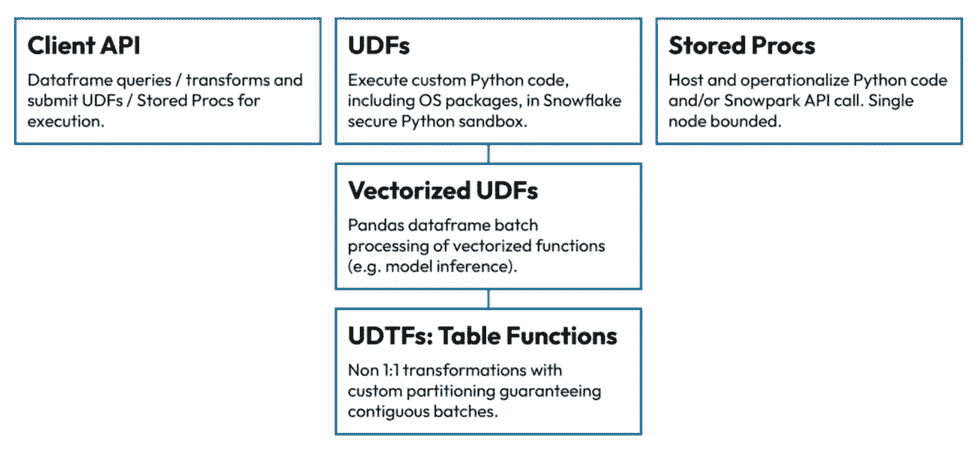 Client API
Dataframe queries / transforms and
submit UDFs / Stored Procs for
execution.
UDFs
Execute custom Python code,
including OS packages, in Snowflake
secure Python sandbox.
Stored Procs
Host and operationalize Python code
and/or Snowpark API call. Single
node bounded.
Vectorized UDFs
Pandas dataframe batch
processing of vectorized functions
(e.g. model inference).
UDTFs: Table Functions
Non 1:1 transformations with
custom partitioning guaranteeing
contiguous batches.